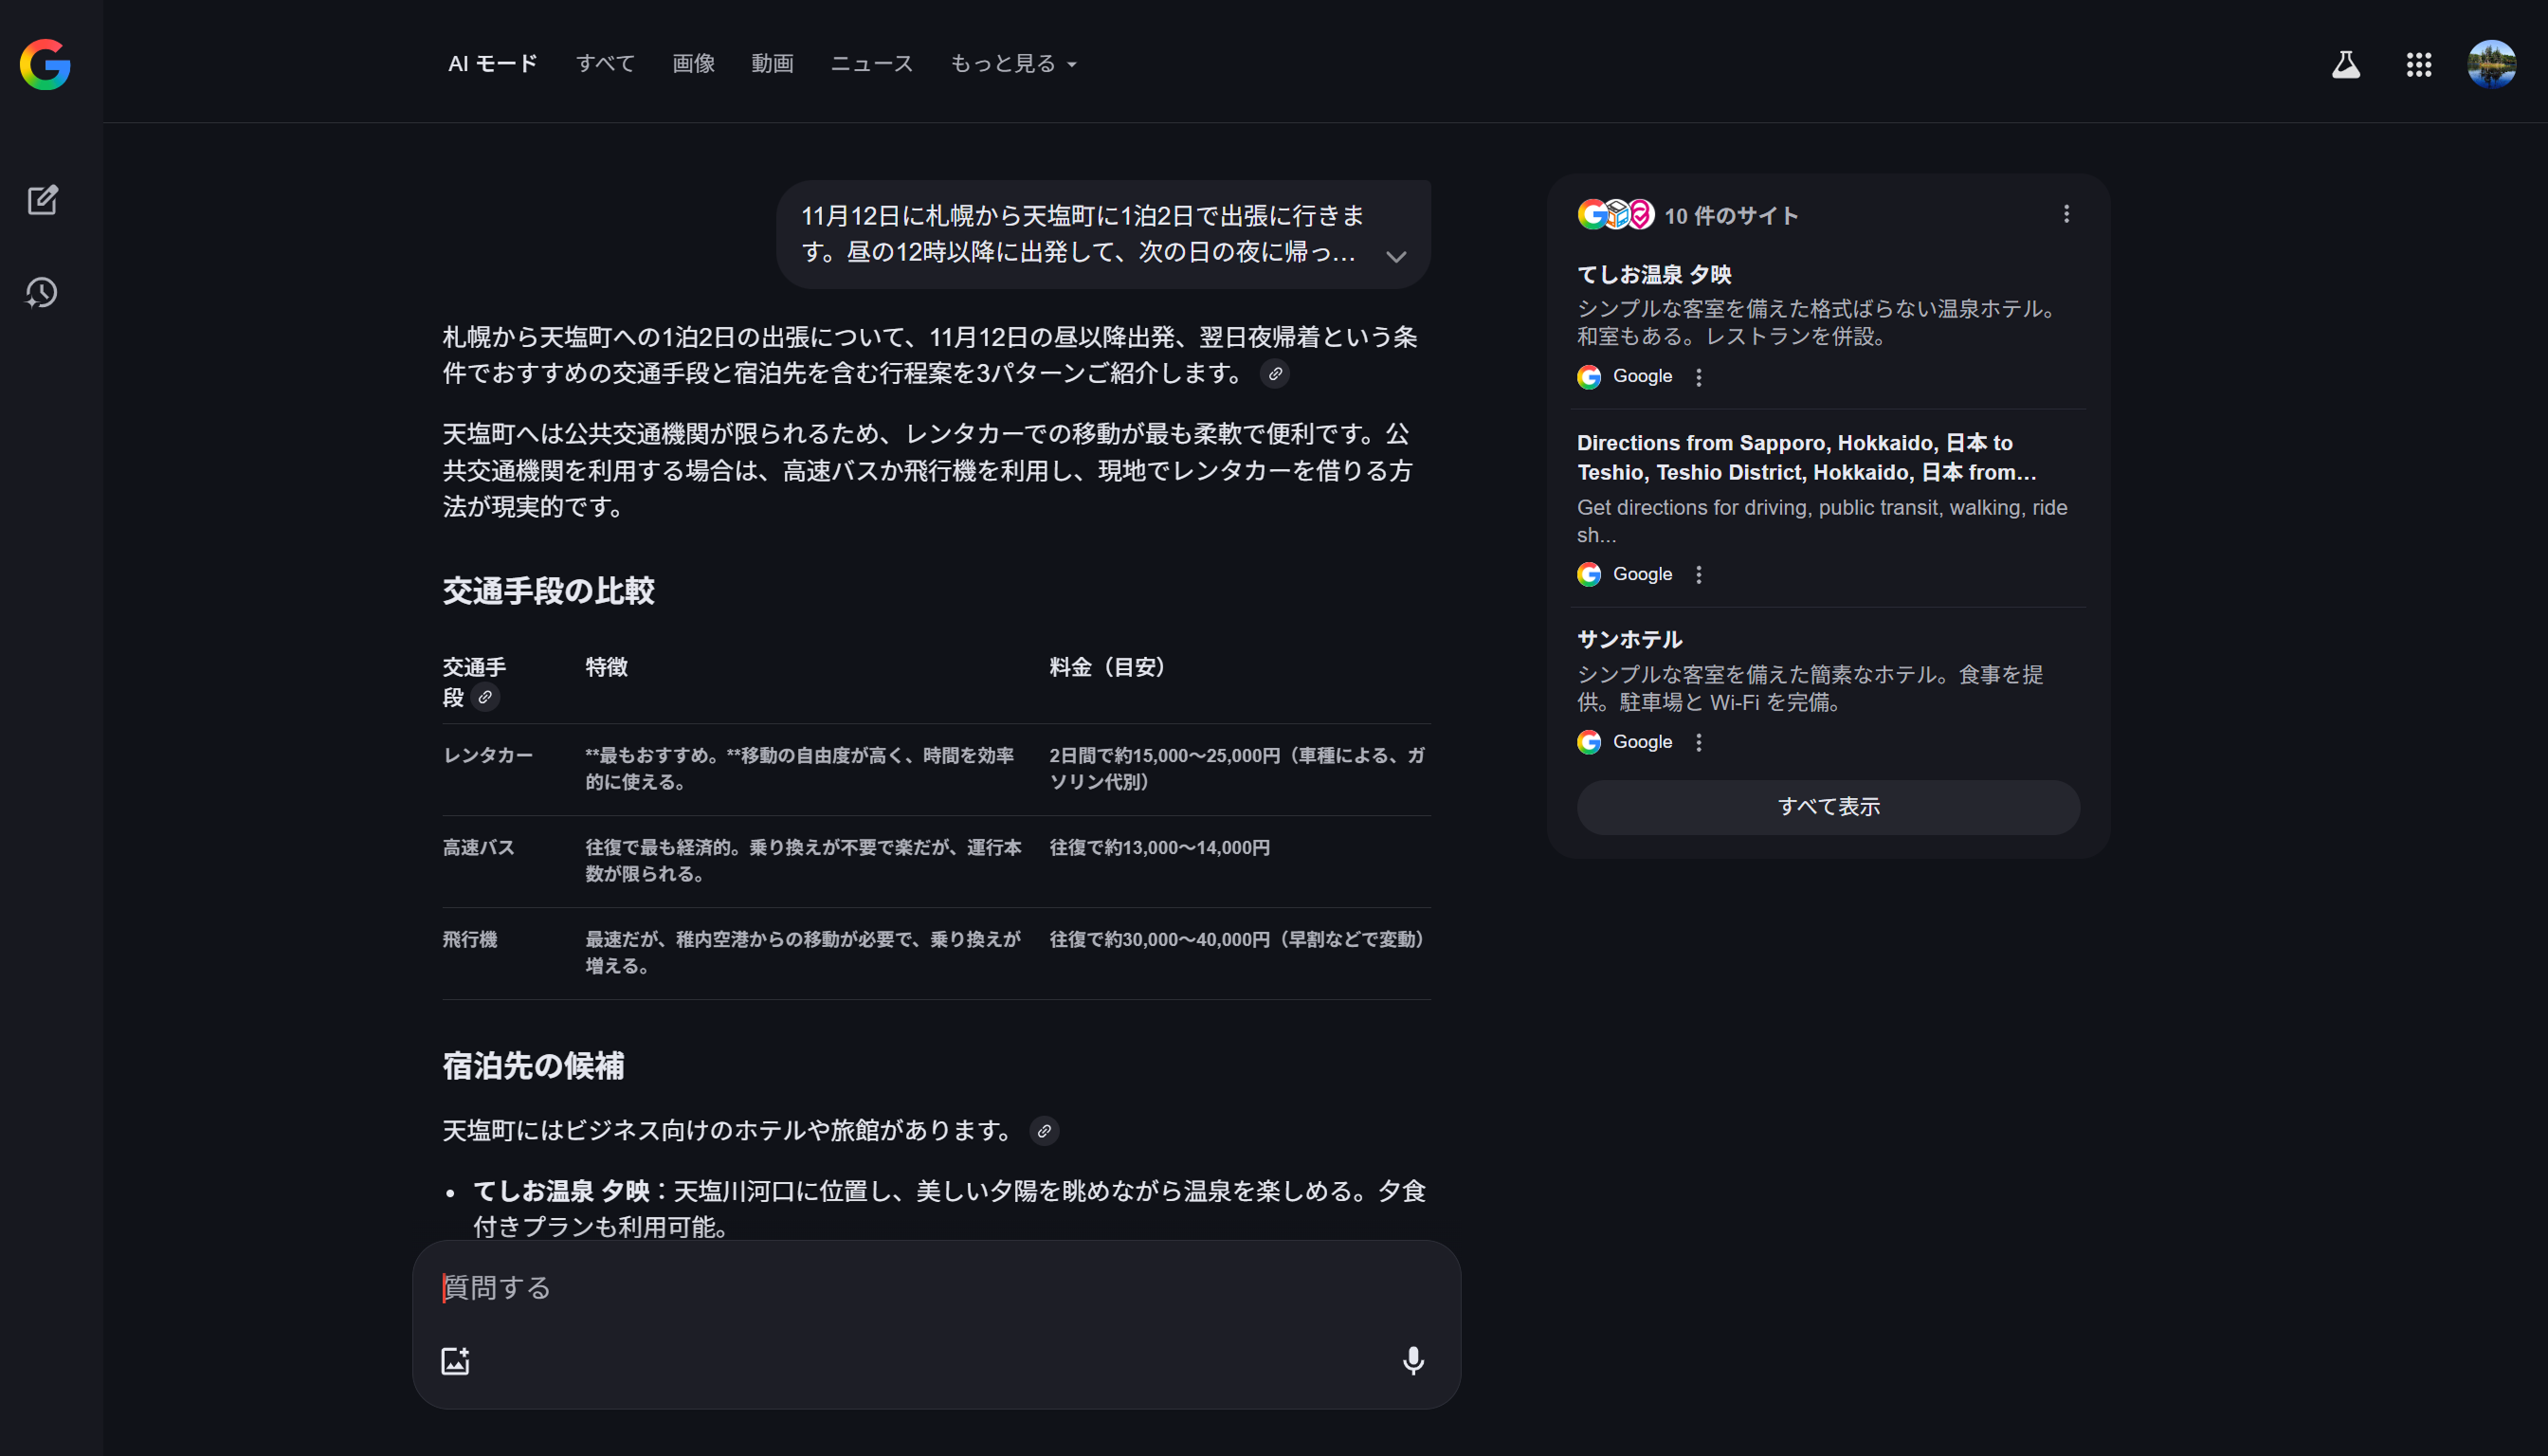 AI モード
すべて
画像
動画
ニュース
もっと見る
11月12日に札幌から天塩町に1泊2日で出張に行きま
す。昼の12時以降に出発して、次の日の夜に帰っ...
札幌から天塩町への1泊2日の出張について、11月12日の昼以降出発、翌日夜帰着という条
件でおすすめの交通手段と宿泊先を含む行程案を3パターンご紹介します。
天塩町へは公共交通機関が限られるため、レンタカーでの移動が最も柔軟で便利です。公
共交通機関を利用する場合は、高速バスか飛行機を利用し、現地でレンタカーを借りる方
法が現実的です。
交通手段の比較
交通手
段
特徴
料金（目安）
レンタカー
**最もおすすめ。**移動の自由度が高く、時間を効率
的に使える。
2日間で約15,000〜25,000円（車種による、ガ
ソリン代別）
高速バス
往復で最も経済的。乗り換えが不要で楽だが、運行本
数が限られる。
往復で約13,000〜14,000円
飛行機
最速だが、稚内空港からの移動が必要で、乗り換えが
増える。
往復で約30,000〜40,000円（早割などで変動）
宿泊先の候補
天塩町にはビジネス向けのホテルや旅館があります。
てしお温泉 夕映：天塩川河口に位置し、美しい夕陽を眺めながら温泉を楽しめる。夕食
付きプランも利用可能。
質問する
10 件のサイト
てしお温泉 夕映
シンプルな客室を備えた格式ばらない温泉ホテル。
和室もある。レストランを併設。
Google
Directions from Sapporo, Hokkaido, 日本 to
Teshio, Teshio District, Hokkaido, 日本 from...
Get directions for driving, public transit, walking, ride
sh...
Google
サンホテル
シンプルな客室を備えた簡素なホテル。食事を提
供。駐車場と Wi-Fi を完備。
Google
すべて表示